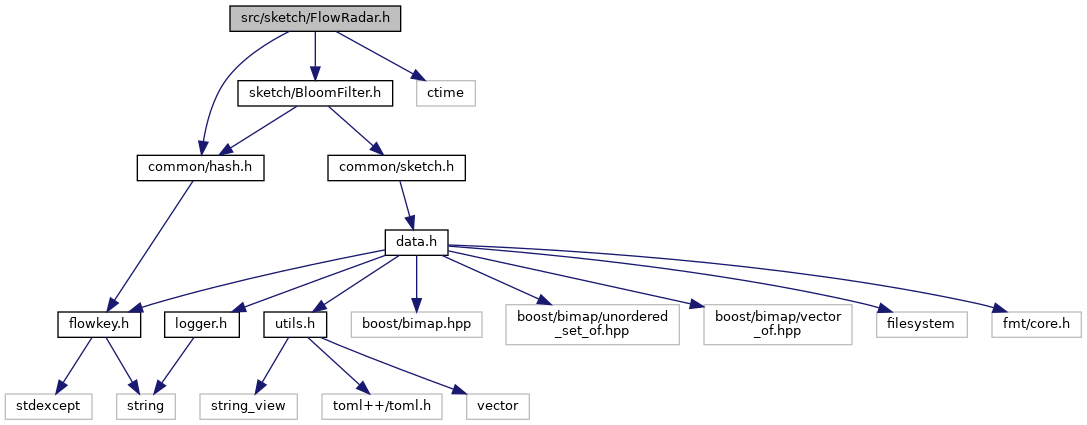 src/sketch/FlowRadar.h
sketch/BloomFilter.h
ctime
common/hash.h
common/sketch.h
data.h
flowkey.h
logger.h
utils.h
boost/bimap.hpp
boost/bimap/unordered
_set_of.hpp
boost/bimap/vector
_of.hpp
filesystem
fmt/core.h
stdexcept
string
string_view
toml++/toml.h
vector